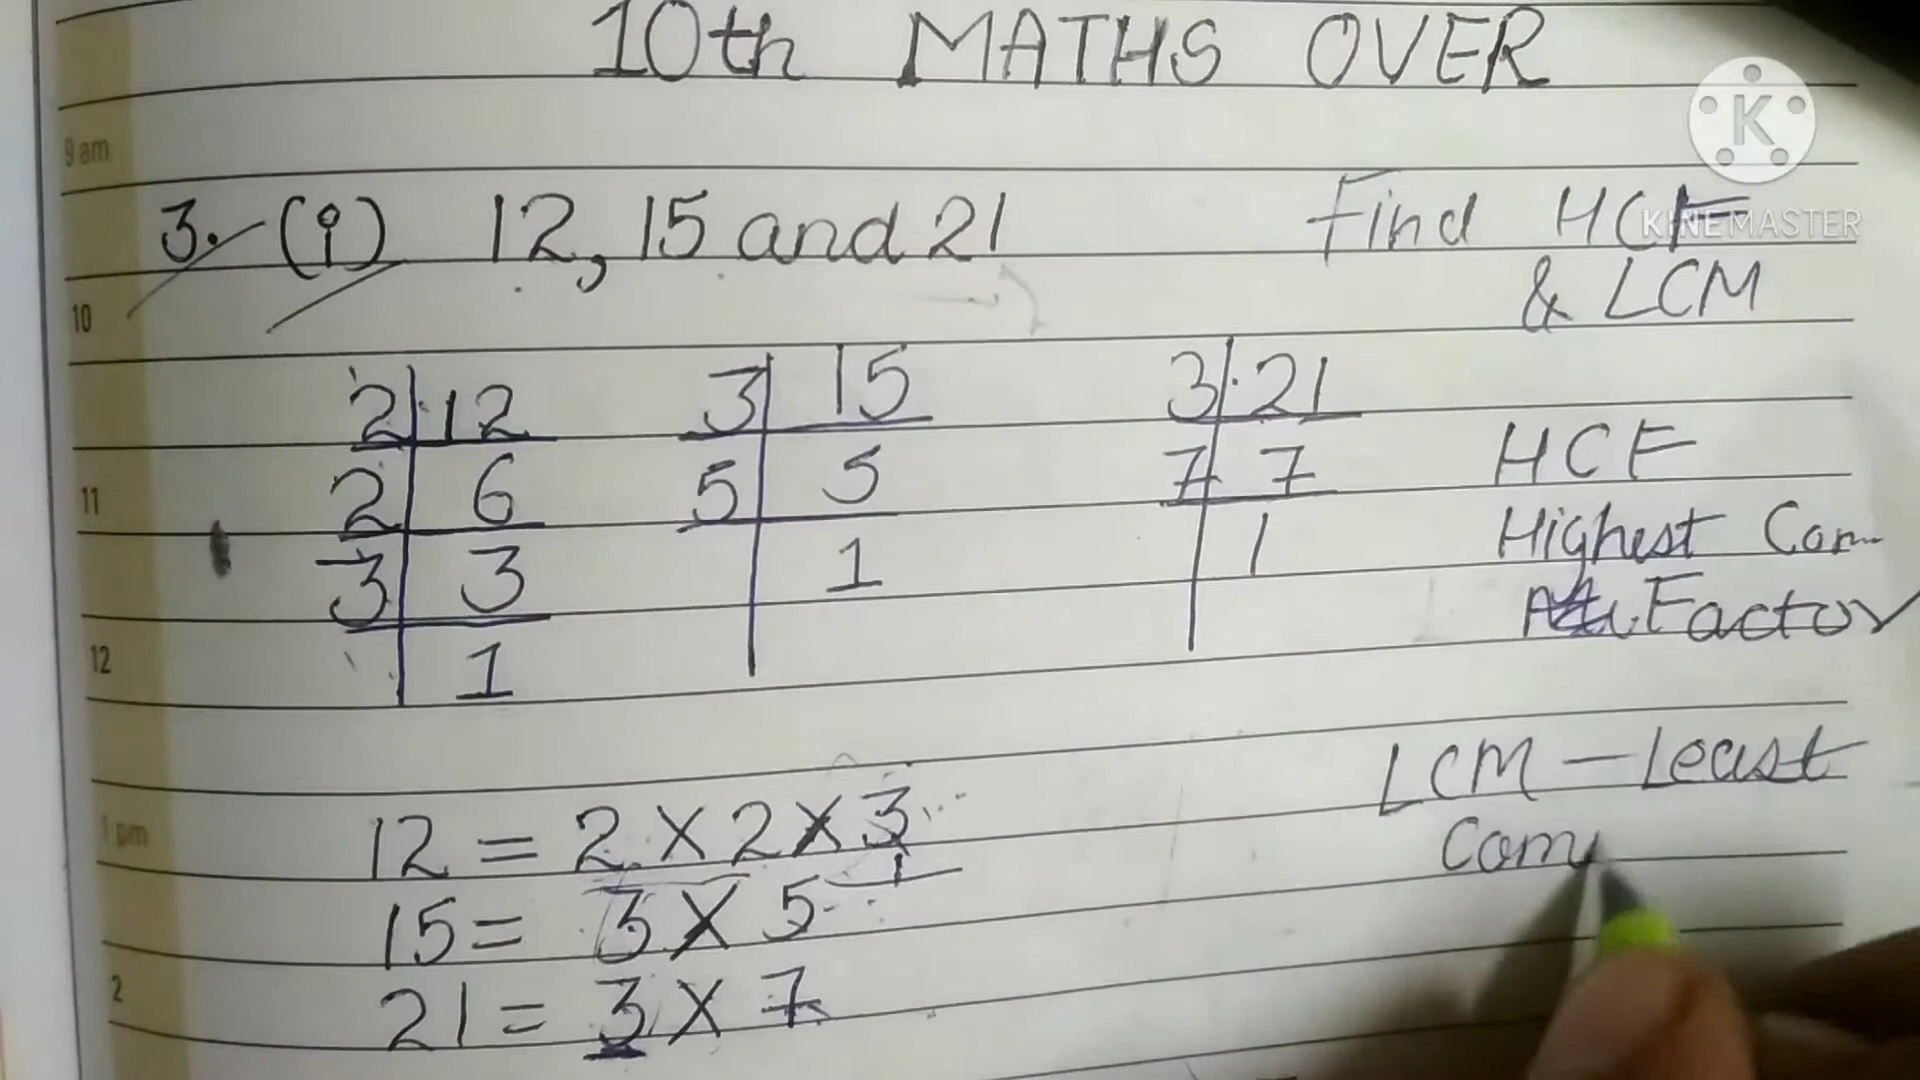 10th MATHS OVER
K
KINEMASTER
9 am
3. (i) 12, 15 and 21 Find HCF
& LCM
10
2 12 3 15 3 21
2 6 5 5 7 7 HCF
11
3 3 1 1 Highest Com
Factor
12
1
LCM - Least
Com
1 pm
12 = 2 X 2 X 3
15 = 3 X 5
2
21 = 3 X 7